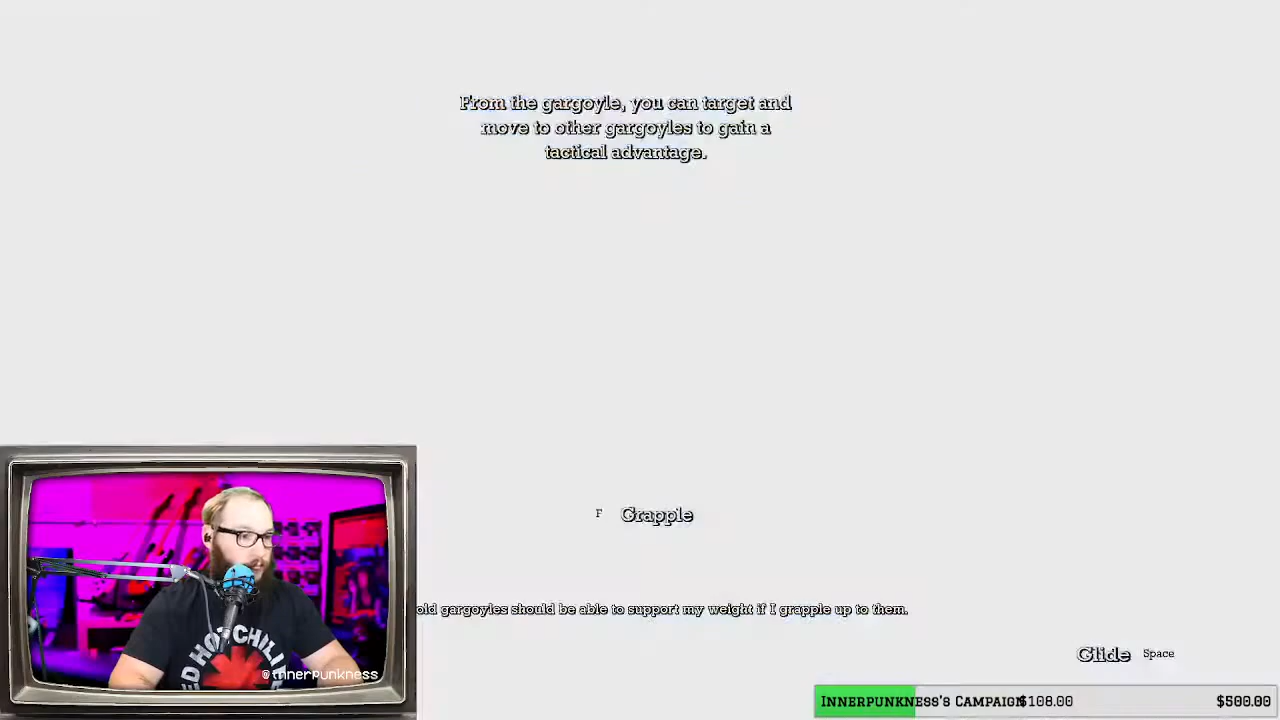 From the gargoyle, you can target and
move to other gargoyles to gain a
tactical advantage.
F Grapple
old gargoyles should be able to support my weight if I grapple up to them.
Glide Space
@innerpunkness
INNERPUNKNESS'S CAMPAIGN $108.00 $500.00